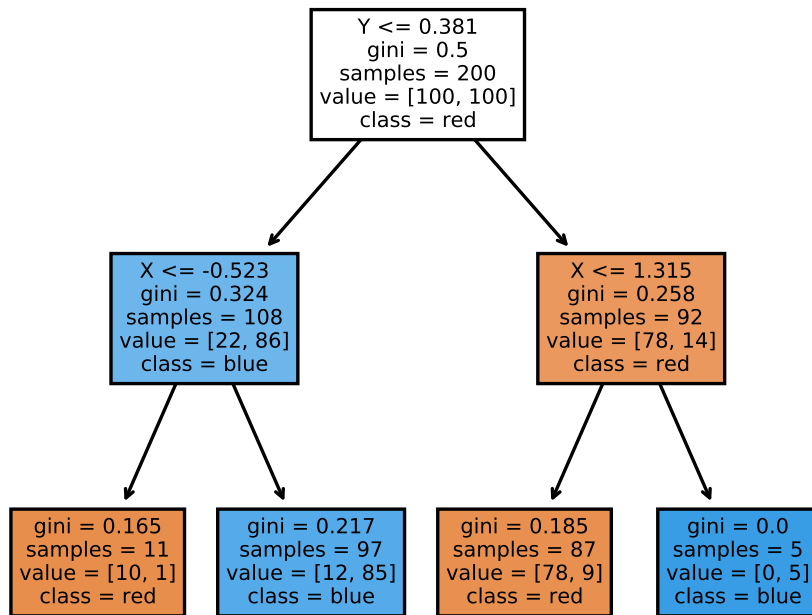 Y <= 0.381
gini = 0.5
samples = 200
value = [100, 100]
class = red
X <= -0.523
gini = 0.324
samples = 108
value = [22, 86]
class = blue
X <= 1.315
gini = 0.258
samples = 92
value = [78, 14]
class = red
gini = 0.165
samples = 11
value = [10, 1]
class = red
gini = 0.217
samples = 97
value = [12, 85]
class = blue
gini = 0.185
samples = 87
value = [78, 9]
class = red
gini = 0.0
samples = 5
value = [0, 5]
class = blue